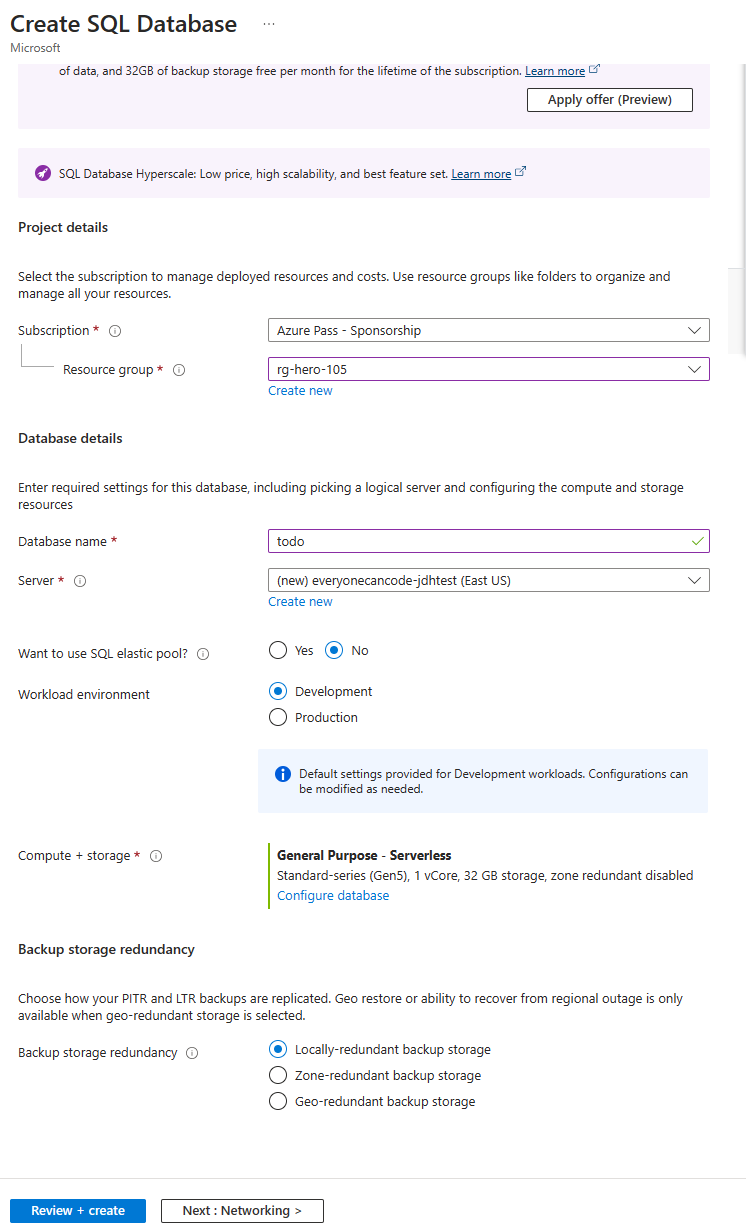 Create SQL Database ...
Microsoft
of data, and 32GB of backup storage free per month for the lifetime of the subscription. Learn more
Apply offer (Preview)
SQL Database Hyperscale: Low price, high scalability, and best feature set. Learn more
Project details
Select the subscription to manage deployed resources and costs. Use resource groups like folders to organize and
manage all your resources.
Subscription *
Azure Pass - Sponsorship
Resource group *
rg-hero-105
Create new
Database details
Enter required settings for this database, including picking a logical server and configuring the compute and storage
resources
Database name *
todo
Server *
(new) everyonecancode-jdhtest (East US)
Create new
Want to use SQL elastic pool?
Yes No
Workload environment
Development
Production
Default settings provided for Development workloads. Configurations can
be modified as needed.
Compute + storage *
General Purpose - Serverless
Standard-series (Gen5), 1 vCore, 32 GB storage, zone redundant disabled
Configure database
Backup storage redundancy
Choose how your PITR and LTR backups are replicated. Geo restore or ability to recover from regional outage is only
available when geo-redundant storage is selected.
Backup storage redundancy
Locally-redundant backup storage
Zone-redundant backup storage
Geo-redundant backup storage
Review + create
Next : Networking >